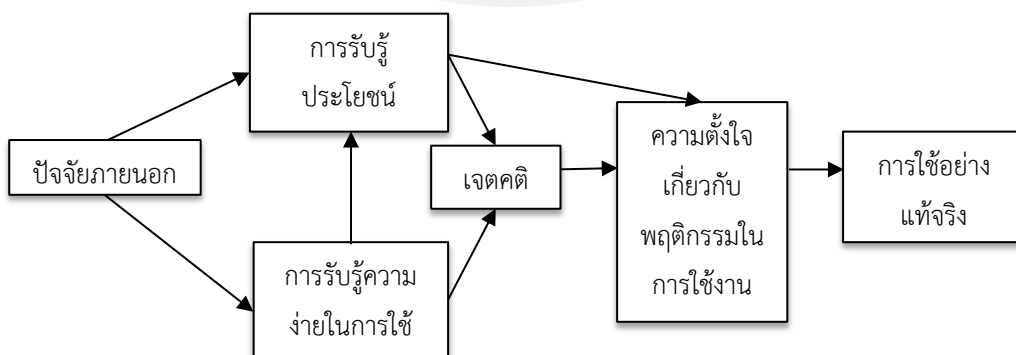 การรับรู้
ประโยชน์
ปัจจัยภายนอก
เจตคติ
การรับรู้ความ
ง่ายในการใช้
ความตั้งใจ
เกี่ยวกับ
พฤติกรรมใน
การใช้งาน
การใช้อย่าง
แท้จริง